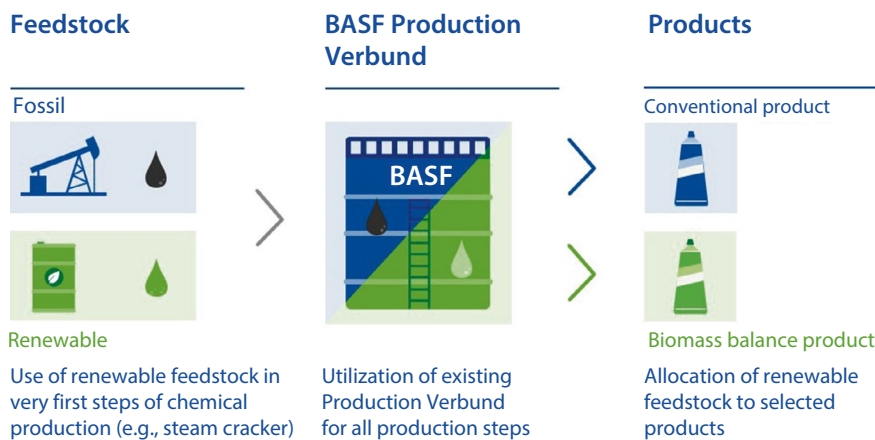 Feedstock
BASF Production
Verbund
Products
Fossil
Conventional product
BASF
Renewable
Biomass balance product
Use of renewable feedstock in
very first steps of chemical
production (e.g., steam cracker)
Utilization of existing
Production Verbund
for all production steps
Allocation of renewable
feedstock to selected
products